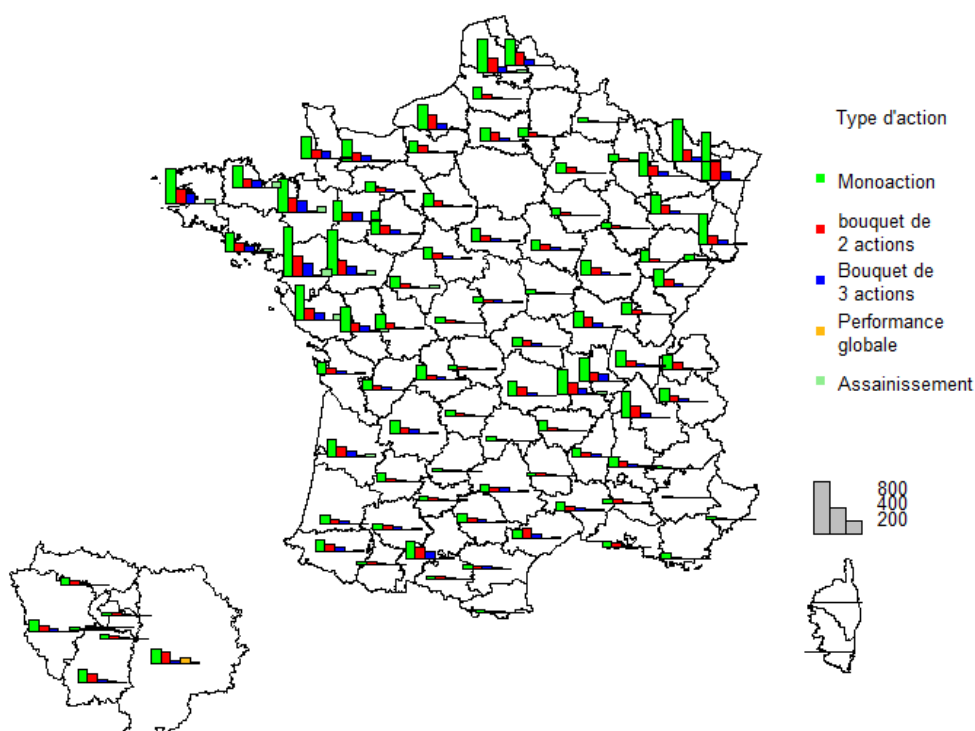 Type d'action
Monoaction
bouquet de
2 actions
Bouquet de
3 actions
Performance
globale
Assainissement
800
400
200